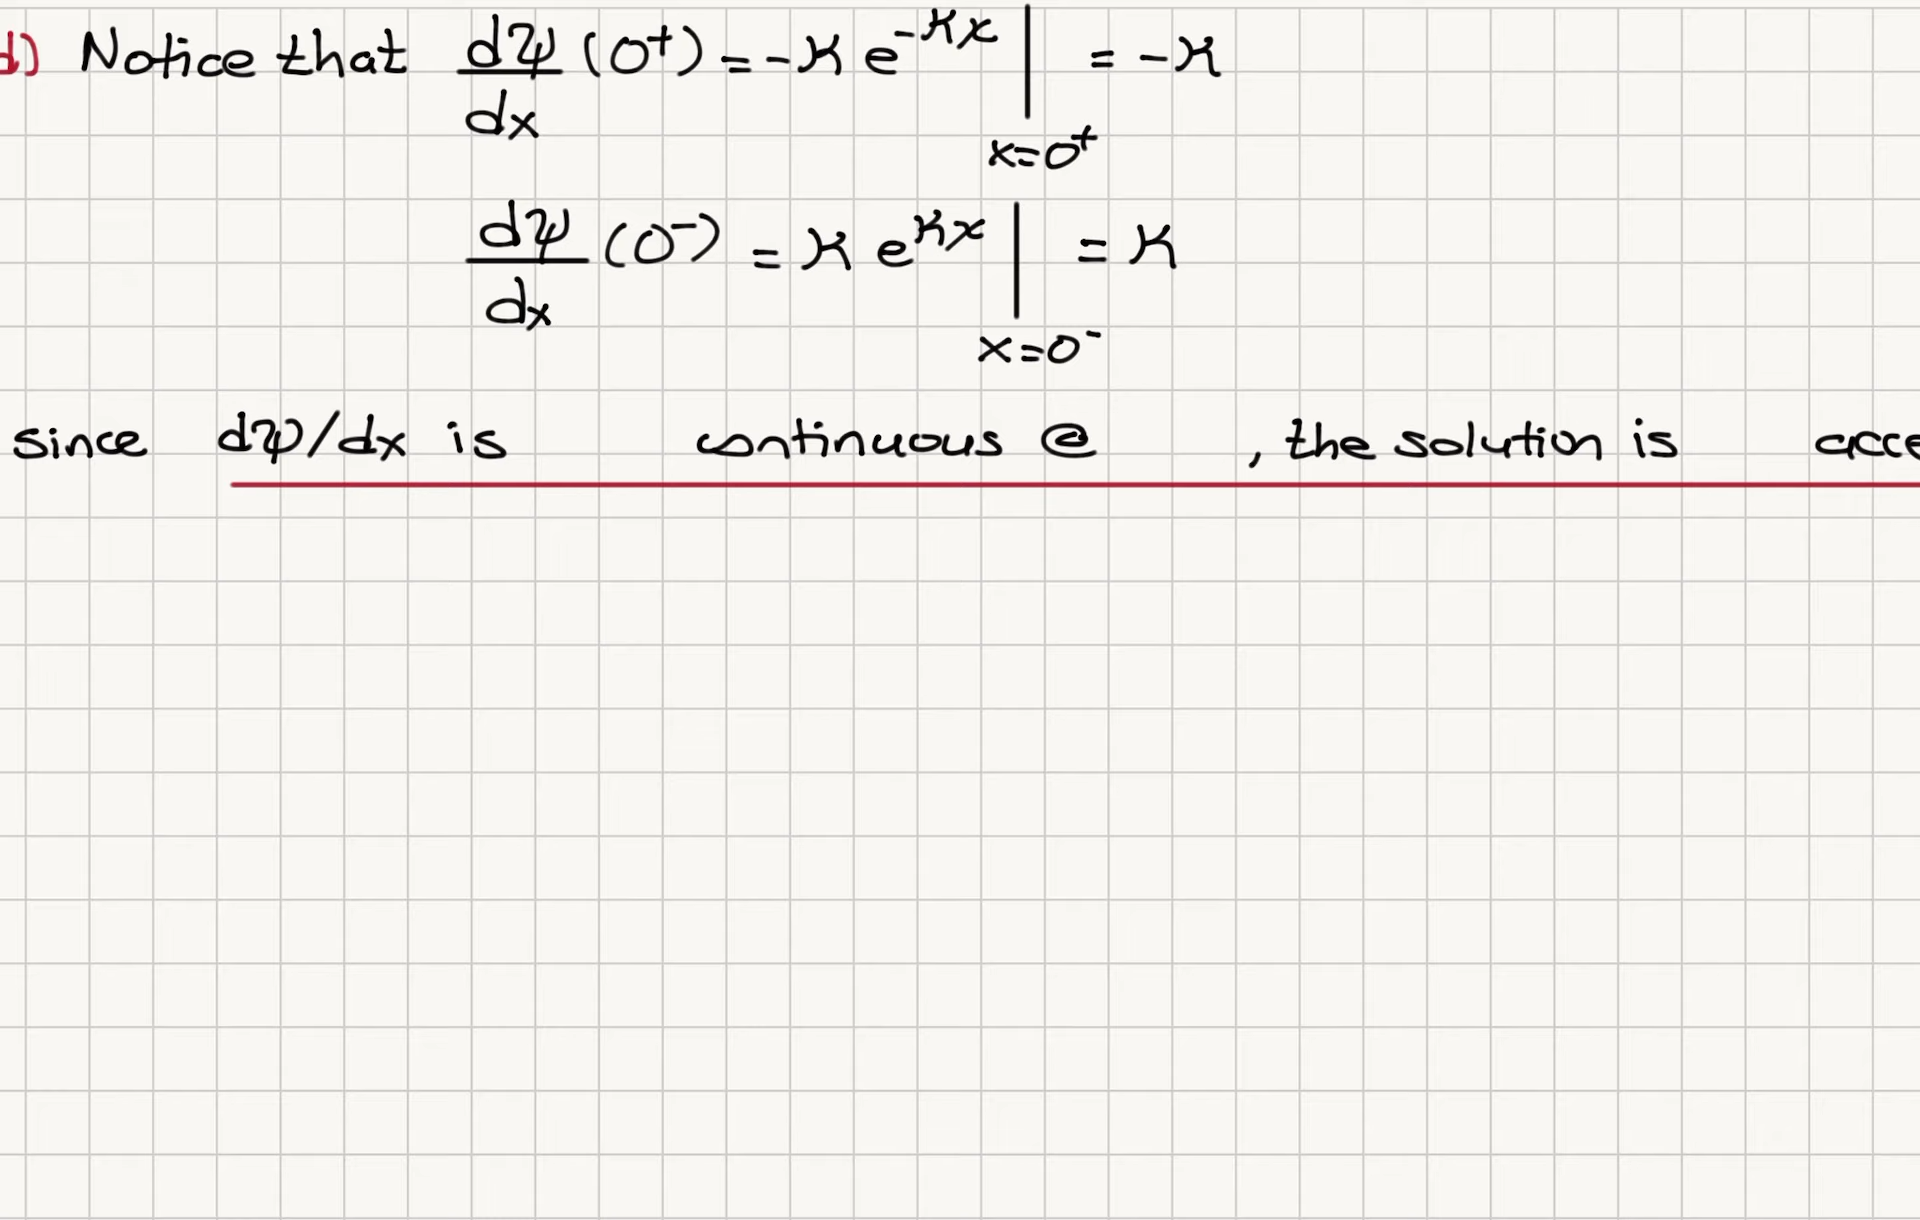 d) Notice that dψ/dx (0⁺) = -κ e^{-κx} |_{x=0⁺} = -κ
dψ/dx (0⁻) = κ e^{κx} |_{x=0⁻} = κ
since dψ/dx is continuous @ , the solution is acce